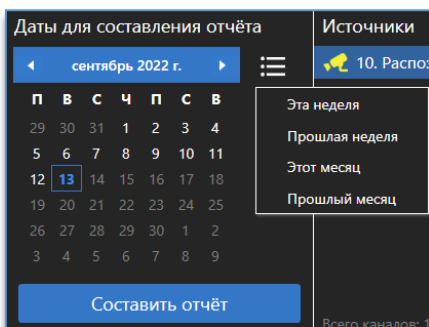 Даты для составления отчёта
сентябрь 2022 г.
П В С Ч П С В
29 30 31 1 2 3 4
5 6 7 8 9 10 11
12 13 14 15 16 17 18
19 20 21 22 23 24 25
26 27 28 29 30 1 2
3 4 5 6 7 8 9
Составить отчёт
Источники
10. Распоз
Эта неделя
Прошлая неделя
Этот месяц
Прошлый месяц
Всего каналов: 1